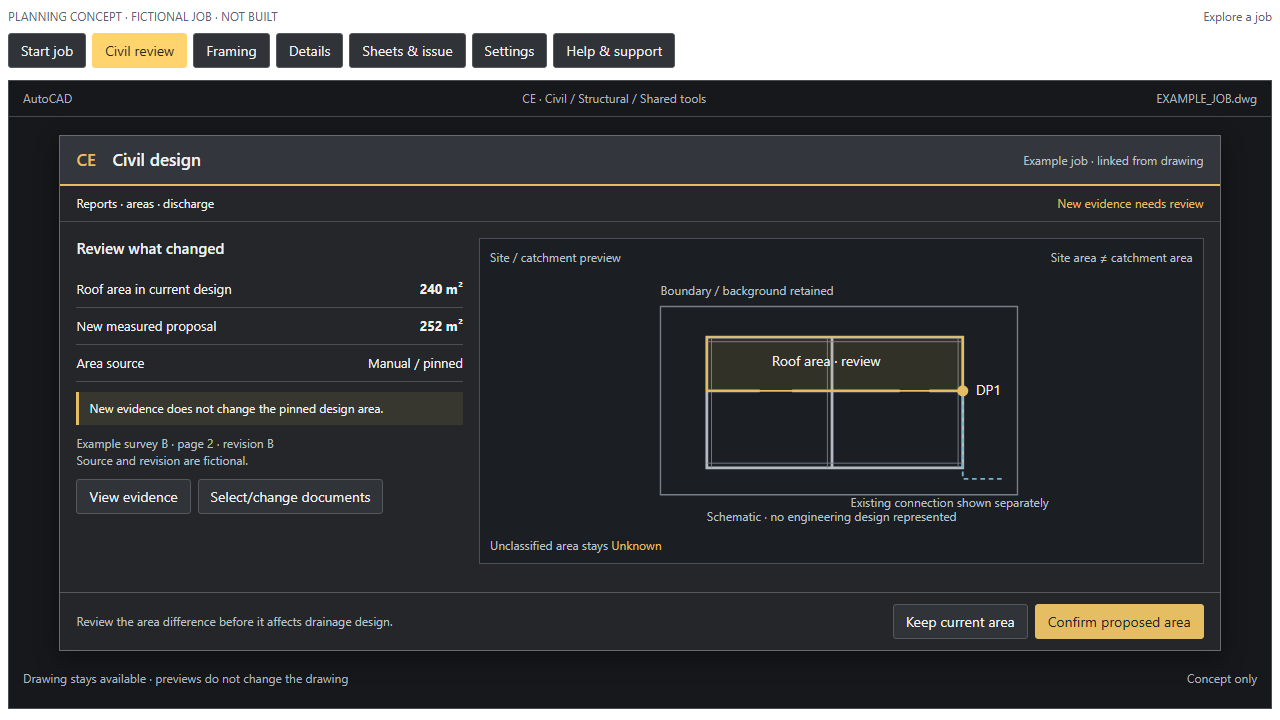 PLANNING CONCEPT · FICTIONAL JOB · NOT BUILT
Explore a job
Start job
Civil review
Framing
Details
Sheets & issue
Settings
Help & support
AutoCAD
CE · Civil / Structural / Shared tools
EXAMPLE_JOB.dwg
CE Civil design
Example job · linked from drawing
Reports · areas · discharge
New evidence needs review
Review what changed
Roof area in current design 240 m²
New measured proposal 252 m²
Area source Manual / pinned
New evidence does not change the pinned design area.
Example survey B · page 2 · revision B
Source and revision are fictional.
View evidence
Select/change documents
Site / catchment preview
Site area ≠ catchment area
Boundary / background retained
Roof area · review
DP1
Existing connection shown separately
Schematic · no engineering design represented
Unclassified area stays Unknown
Review the area difference before it affects drainage design.
Keep current area
Confirm proposed area
Drawing stays available · previews do not change the drawing
Concept only